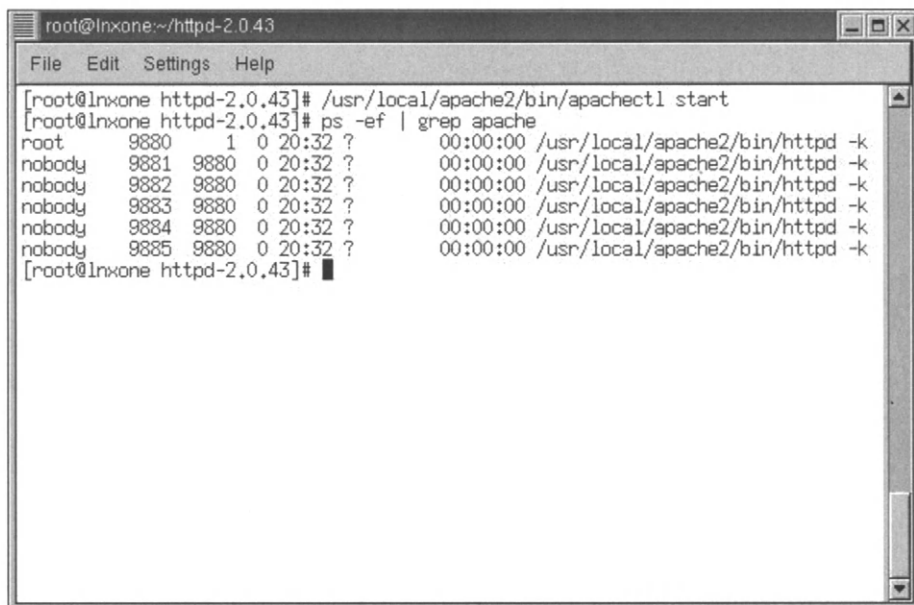 root@lnxone:~/httpd-2.0.43
File Edit Settings Help
[root@lnxone httpd-2.0.43]# /usr/local/apache2/bin/apachectl start
[root@lnxone httpd-2.0.43]# ps -ef | grep apache
root 9880 1 0 20:32 ? 00:00:00 /usr/local/apache2/bin/httpd -k
nobody 9881 9880 0 20:32 ? 00:00:00 /usr/local/apache2/bin/httpd -k
nobody 9882 9880 0 20:32 ? 00:00:00 /usr/local/apache2/bin/httpd -k
nobody 9883 9880 0 20:32 ? 00:00:00 /usr/local/apache2/bin/httpd -k
nobody 9884 9880 0 20:32 ? 00:00:00 /usr/local/apache2/bin/httpd -k
nobody 9885 9880 0 20:32 ? 00:00:00 /usr/local/apache2/bin/httpd -k
[root@lnxone httpd-2.0.43]#